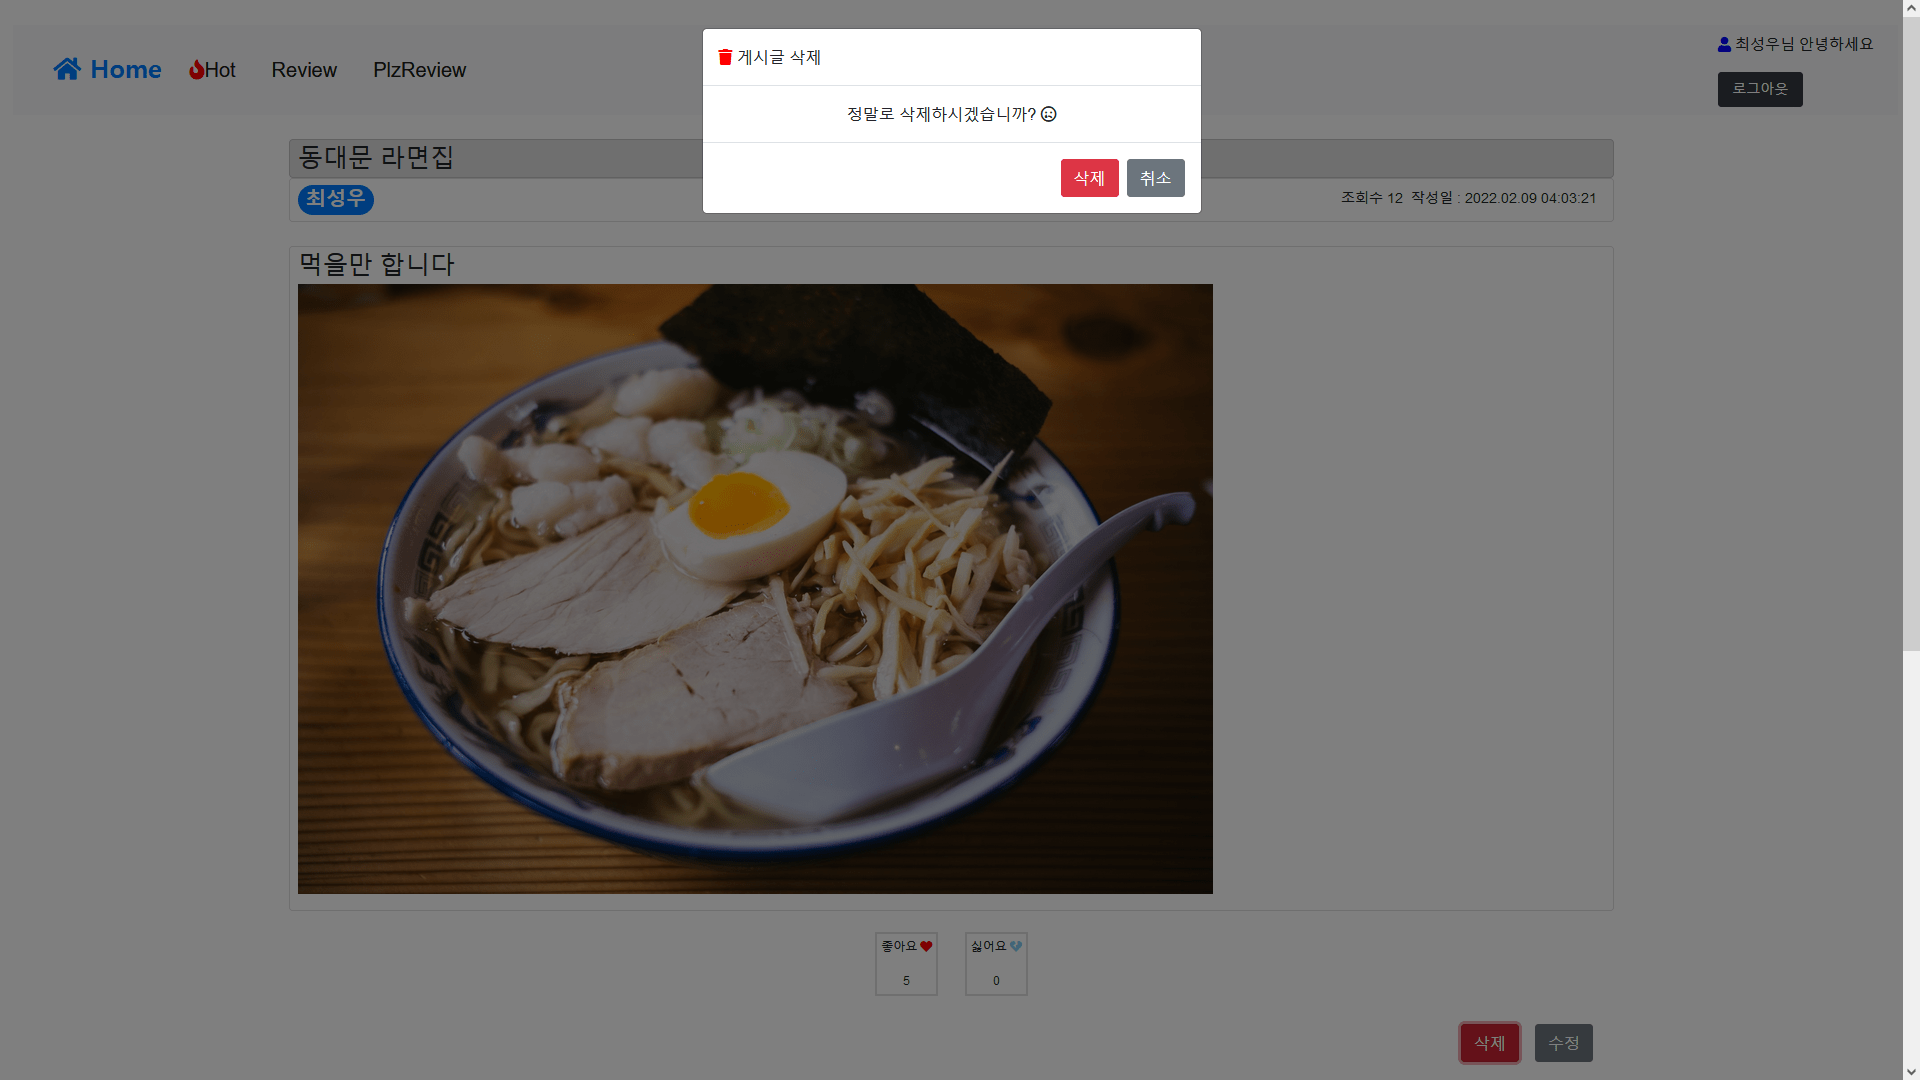 Home Hot Review PlzReview
최성우님 안녕하세요
로그아웃
게시글 삭제
정말로 삭제하시겠습니까?
삭제 취소
동대문 라면집
최성우
조회수 12 작성일 : 2022.02.09 04:03:21
먹을만 합니다
좋아요 싫어요
5 0
삭제 수정